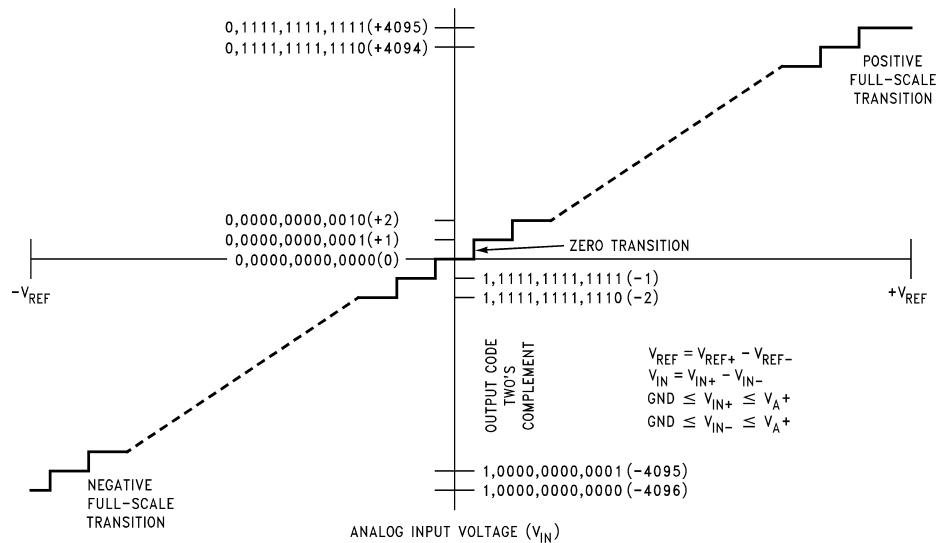 0,1111,1111,1111(+4095)
0,1111,1111,1110(+4094)
POSITIVE
FULL-SCALE
TRANSITION
0,0000,0000,0010(+2)
0,0000,0000,0001(+1)
0,0000,0000,0000(0)
ZERO TRANSITION
-VREF
+VREF
1,1111,1111,1111(-1)
1,1111,1111,1110(-2)
OUTPUT CODE
TWO'S
COMPLEMENT
VREF = VREF+ - VREF-
VIN = VIN+ - VIN-
GND ≤ VIN+ ≤ VA+
GND ≤ VIN- ≤ VA+
1,0000,0000,0001(-4095)
1,0000,0000,0000(-4096)
NEGATIVE
FULL-SCALE
TRANSITION
ANALOG INPUT VOLTAGE (VIN)